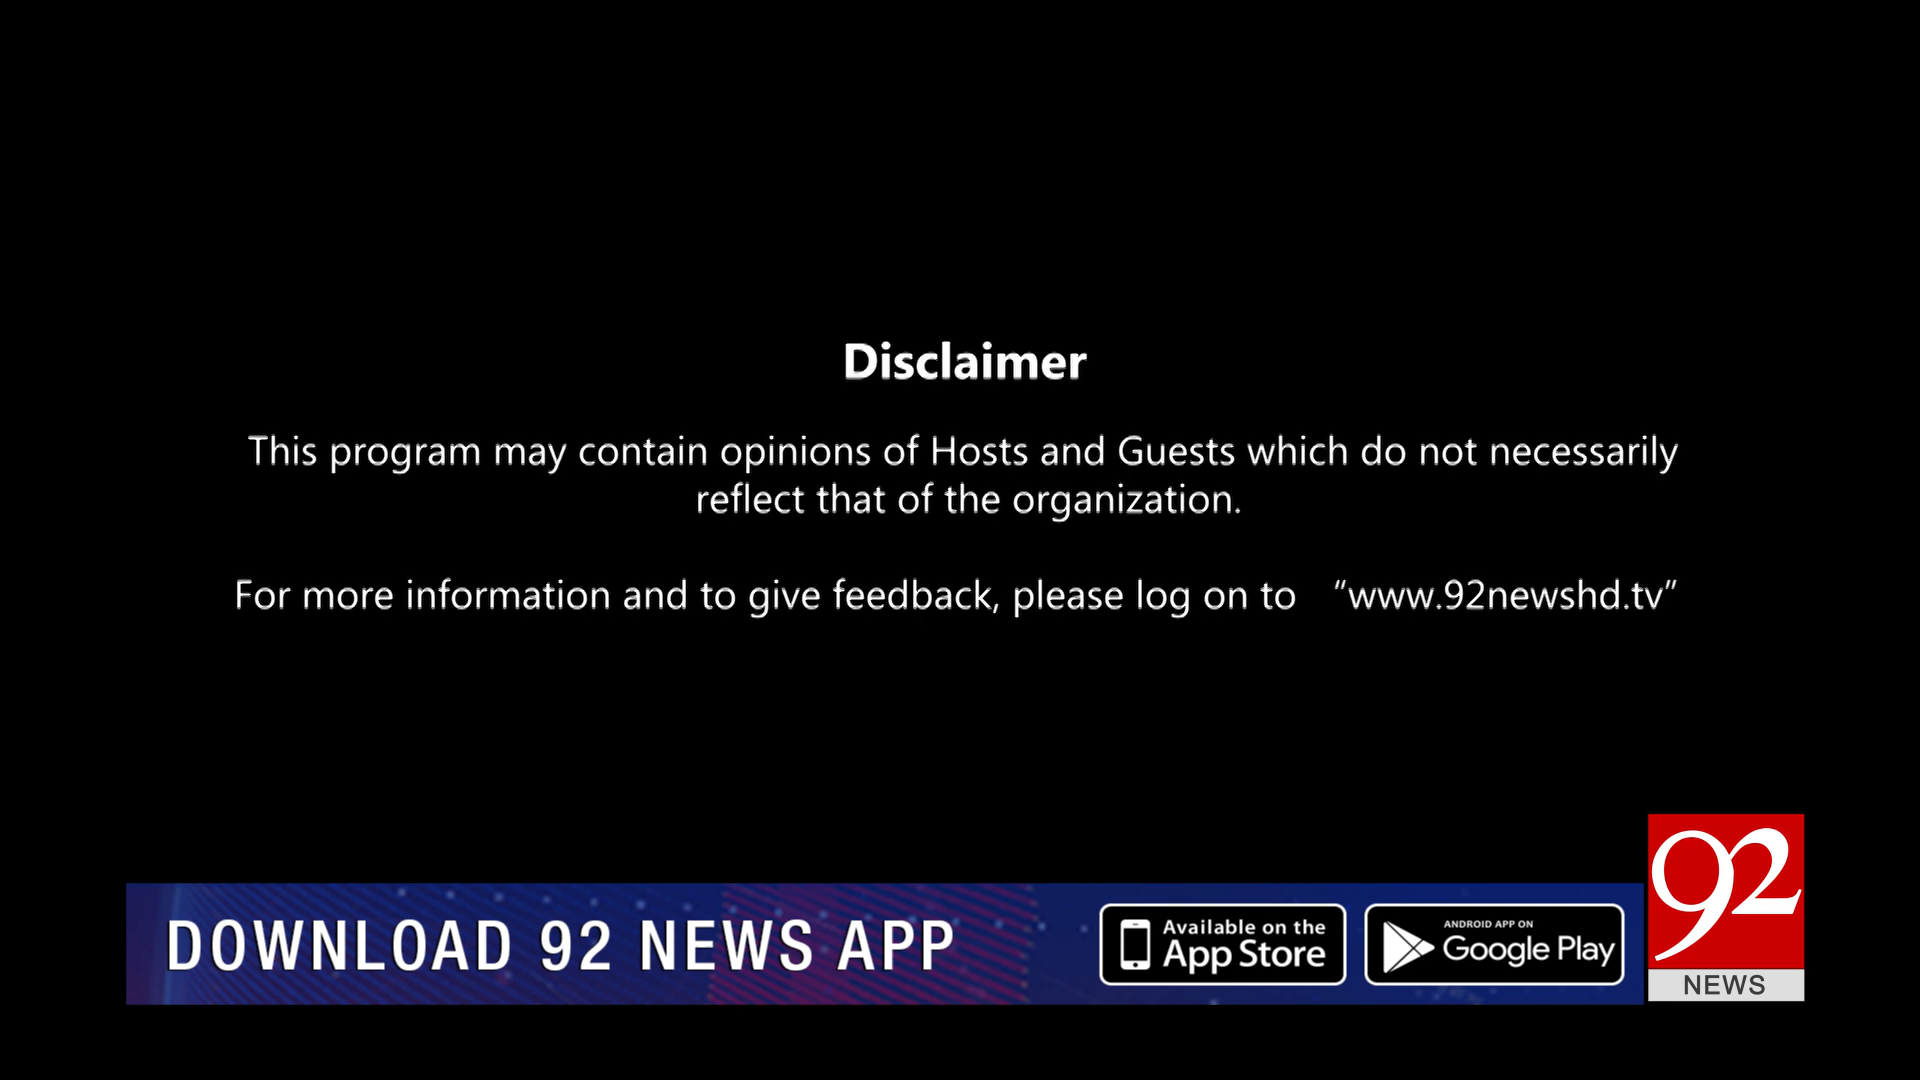 Disclaimer
This program may contain opinions of Hosts and Guests which do not necessarily
reflect that of the organization.
For more information and to give feedback, please log on to “www.92newshd.tv”
DOWNLOAD 92 NEWS APP
Available on the
App Store
ANDROID APP ON
Google Play
92
NEWS